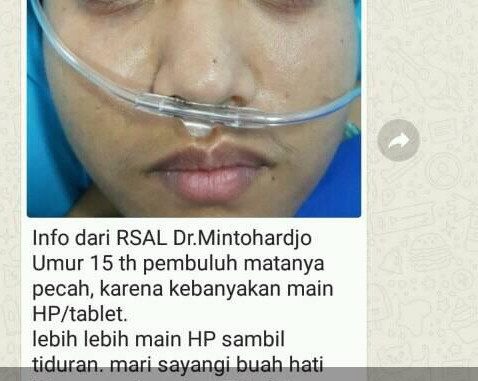 Info dari RSAL Dr.Mintohardjo
Umur 15 th pembuluh matanya
pecah, karena kebanyakan main
HP/tablet.
lebih lebih main HP sambil
tiduran. mari sayangi buah hati